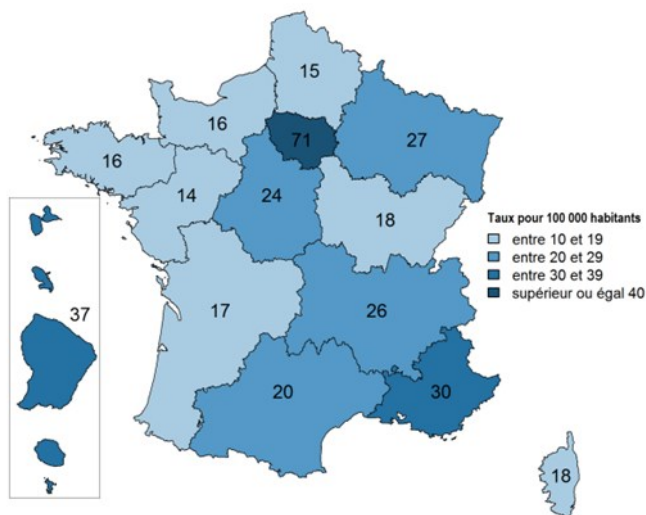 15
16
71
27
16
14
24
18
Taux pour 100 000 habitants
entre 10 et 19
entre 20 et 29
entre 30 et 39
supérieur ou égal 40
37
17
26
20
30
18